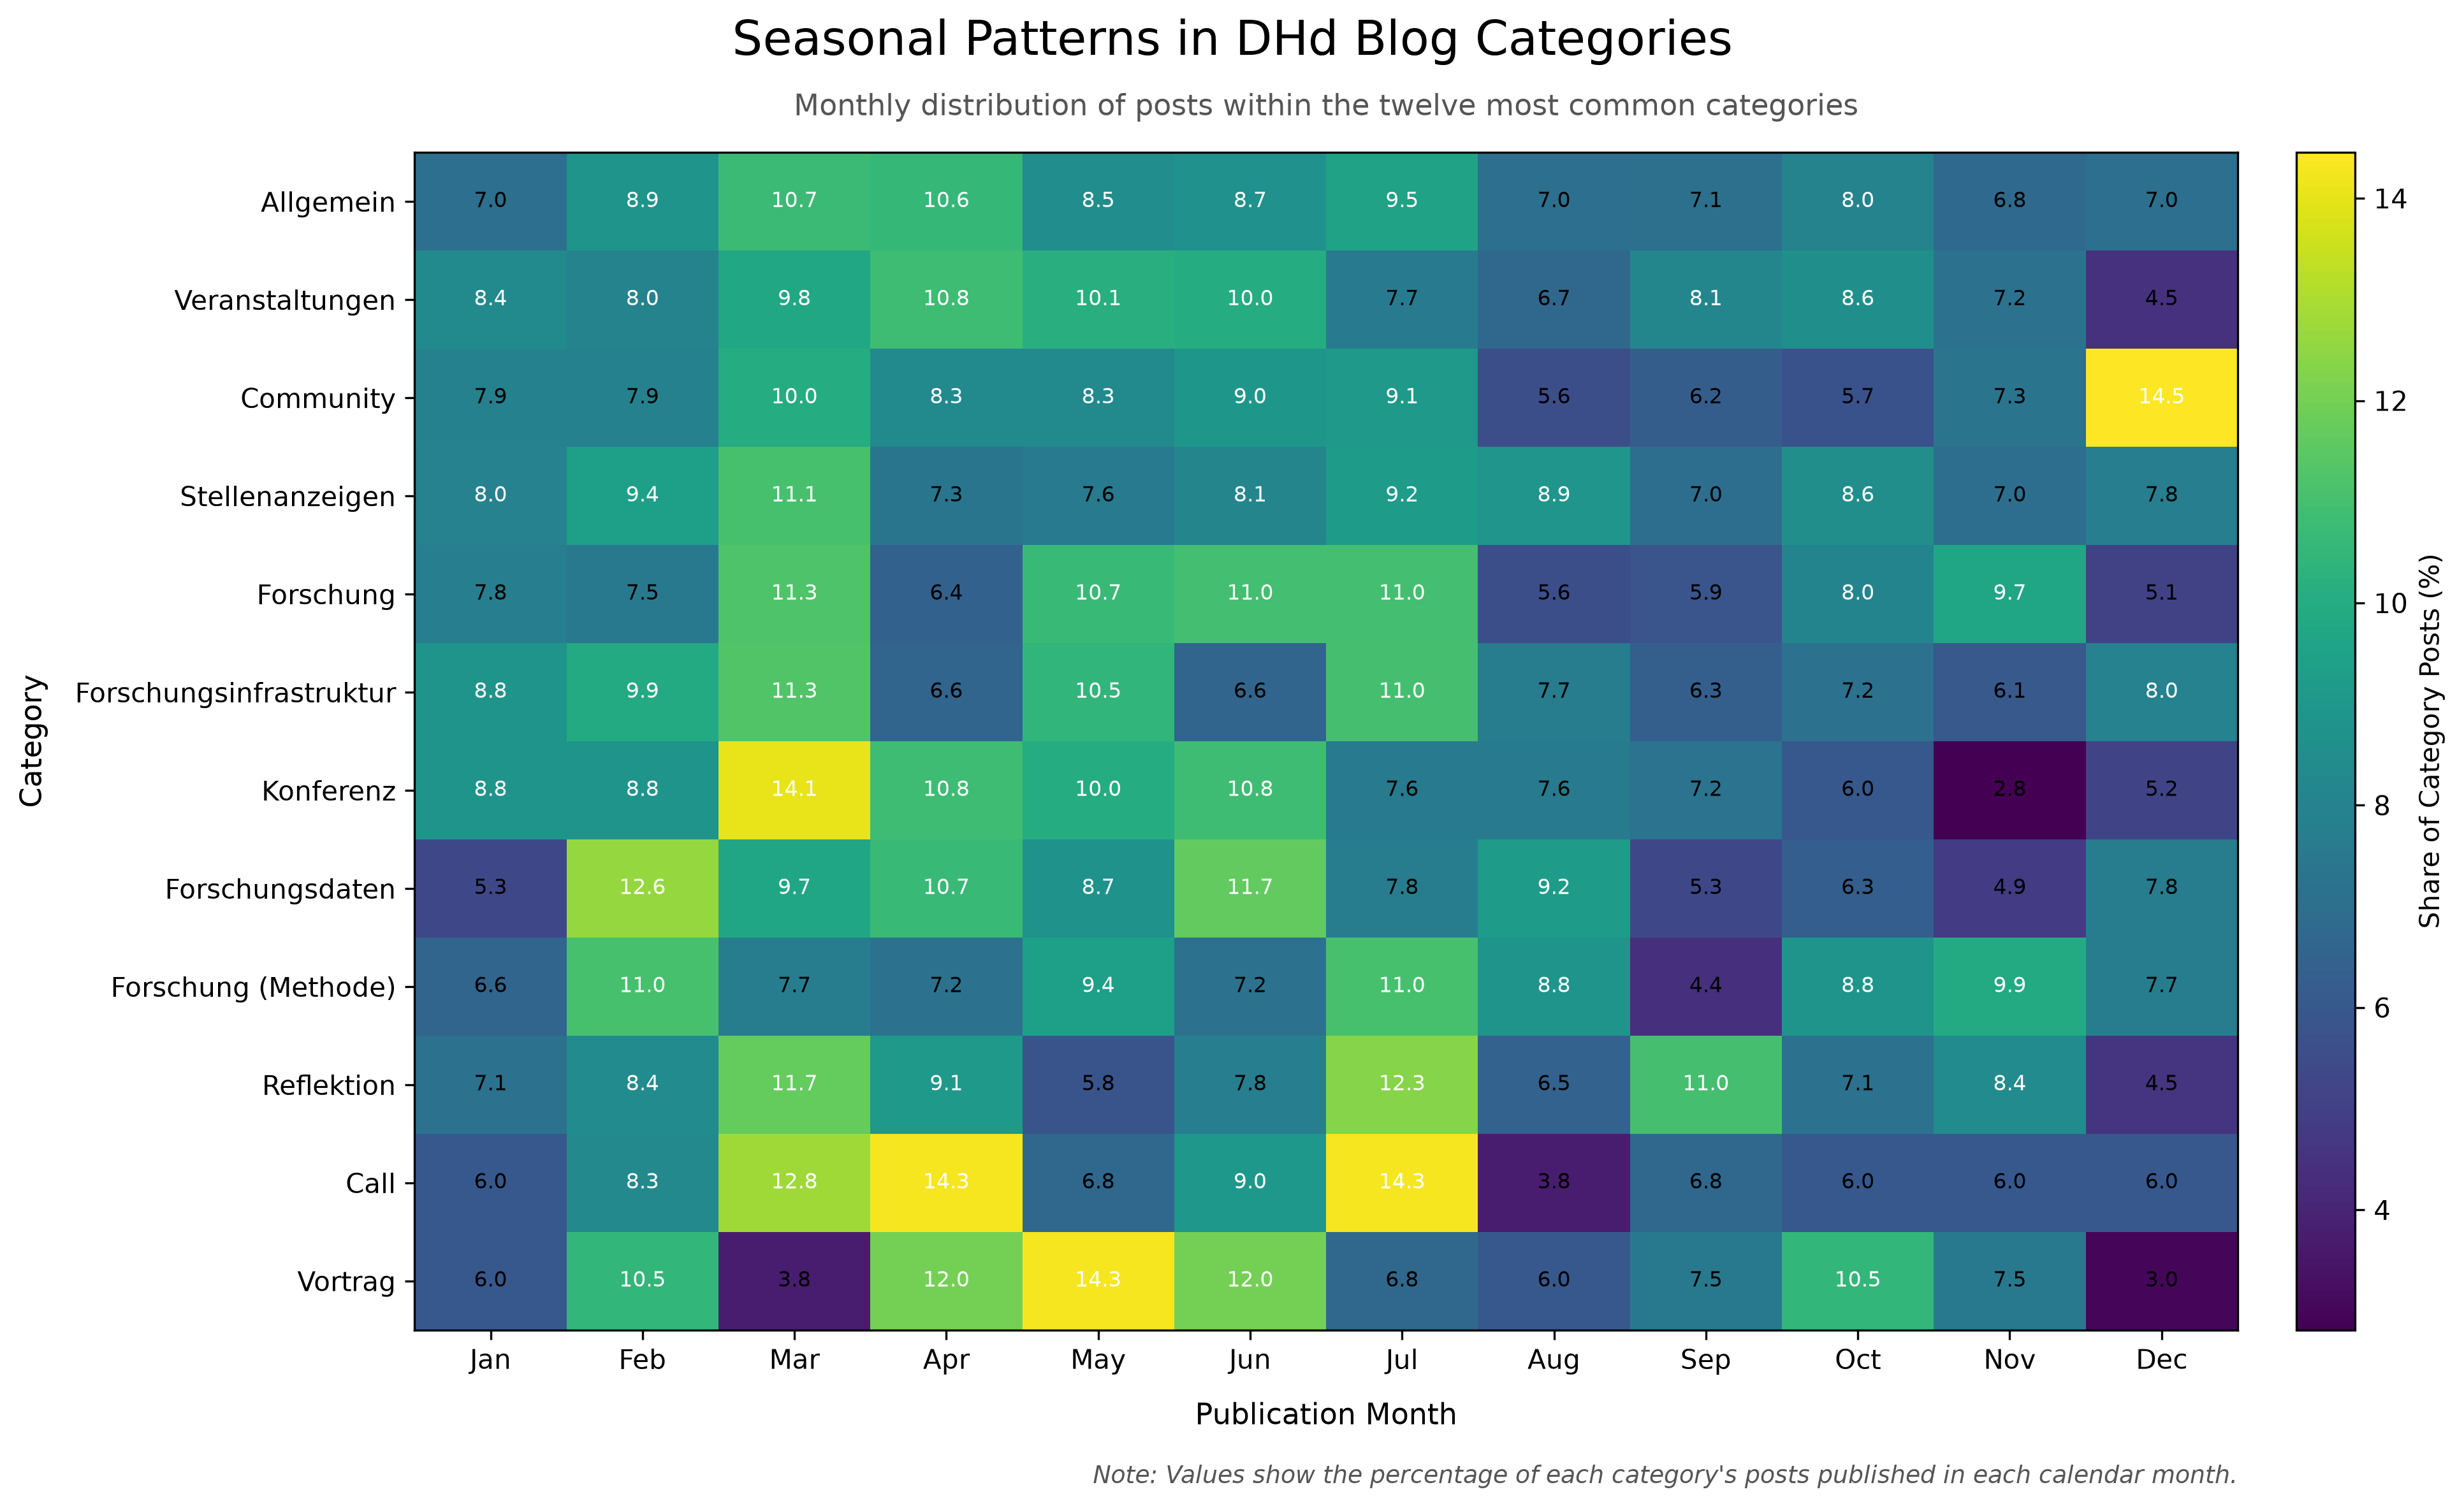 Seasonal Patterns in DHd Blog Categories
Monthly distribution of posts within the twelve most common categories
Category
Allgemein 7.0 8.9 10.7 10.6 8.5 8.7 9.5 7.0 7.1 8.0 6.8 7.0
Veranstaltungen 8.4 8.0 9.8 10.8 10.1 10.0 7.7 6.7 8.1 8.6 7.2 4.5
Community 7.9 7.9 10.0 8.3 8.3 9.0 9.1 5.6 6.2 5.7 7.3 14.5
Stellenanzeigen 8.0 9.4 11.1 7.3 7.6 8.1 9.2 8.9 7.0 8.6 7.0 7.8
Forschung 7.8 7.5 11.3 6.4 10.7 11.0 11.0 5.6 5.9 8.0 9.7 5.1
Forschungsinfrastruktur 8.8 9.9 11.3 6.6 10.5 6.6 11.0 7.7 6.3 7.2 6.1 8.0
Konferenz 8.8 8.8 14.1 10.8 10.0 10.8 7.6 7.6 7.2 6.0 2.8 5.2
Forschungsdaten 5.3 12.6 9.7 10.7 8.7 11.7 7.8 9.2 5.3 6.3 4.9 7.8
Forschung (Methode) 6.6 11.0 7.7 7.2 9.4 7.2 11.0 8.8 4.4 8.8 9.9 7.7
Reflektion 7.1 8.4 11.7 9.1 5.8 7.8 12.3 6.5 11.0 7.1 8.4 4.5
Call 6.0 8.3 12.8 14.3 6.8 9.0 14.3 3.8 6.8 6.0 6.0 6.0
Vortrag 6.0 10.5 3.8 12.0 14.3 12.0 6.8 6.0 7.5 10.5 7.5 3.0
Jan Feb Mar Apr May Jun Jul Aug Sep Oct Nov Dec
Publication Month
14
12
10
8
6
4
Share of Category Posts (%)
Note: Values show the percentage of each category's posts published in each calendar month.